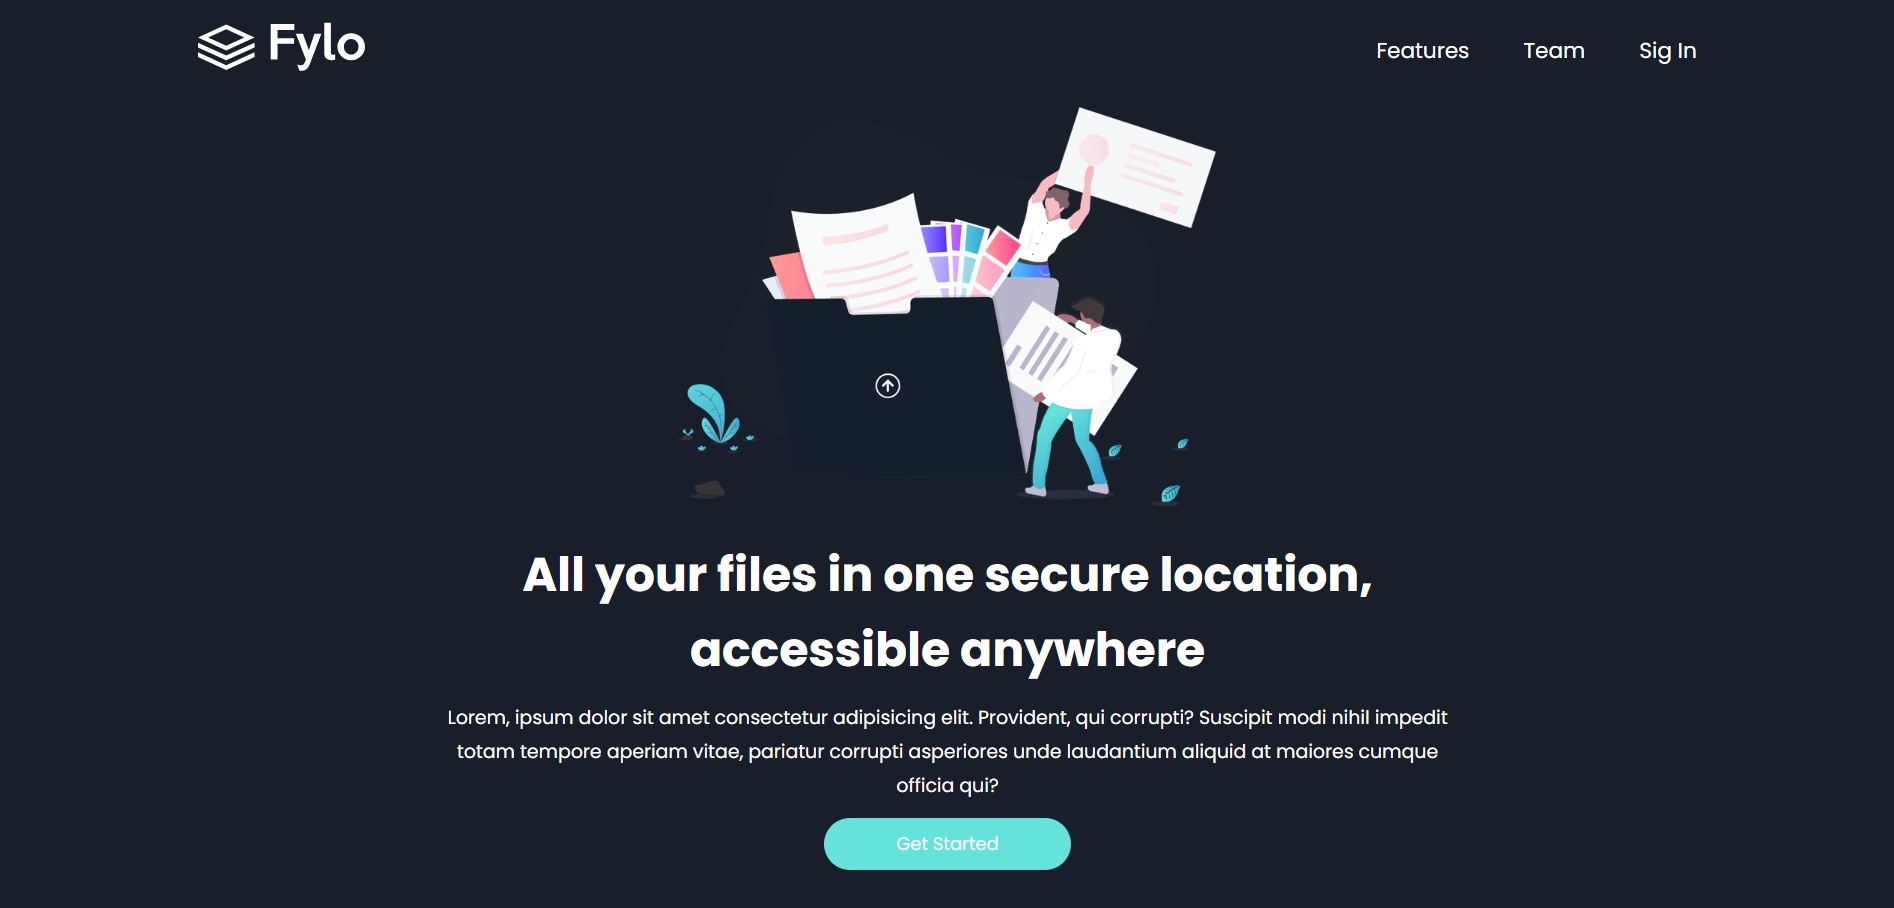 Fylo
Features Team Sig In
All your files in one secure location,
accessible anywhere
Lorem, ipsum dolor sit amet consectetur adipisicing elit. Provident, qui corrupti? Suscipit modi nihil impedit
totam tempore aperiam vitae, pariatur corrupti asperiores unde laudantium aliquid at maiores cumque
officia qui?
Get Started